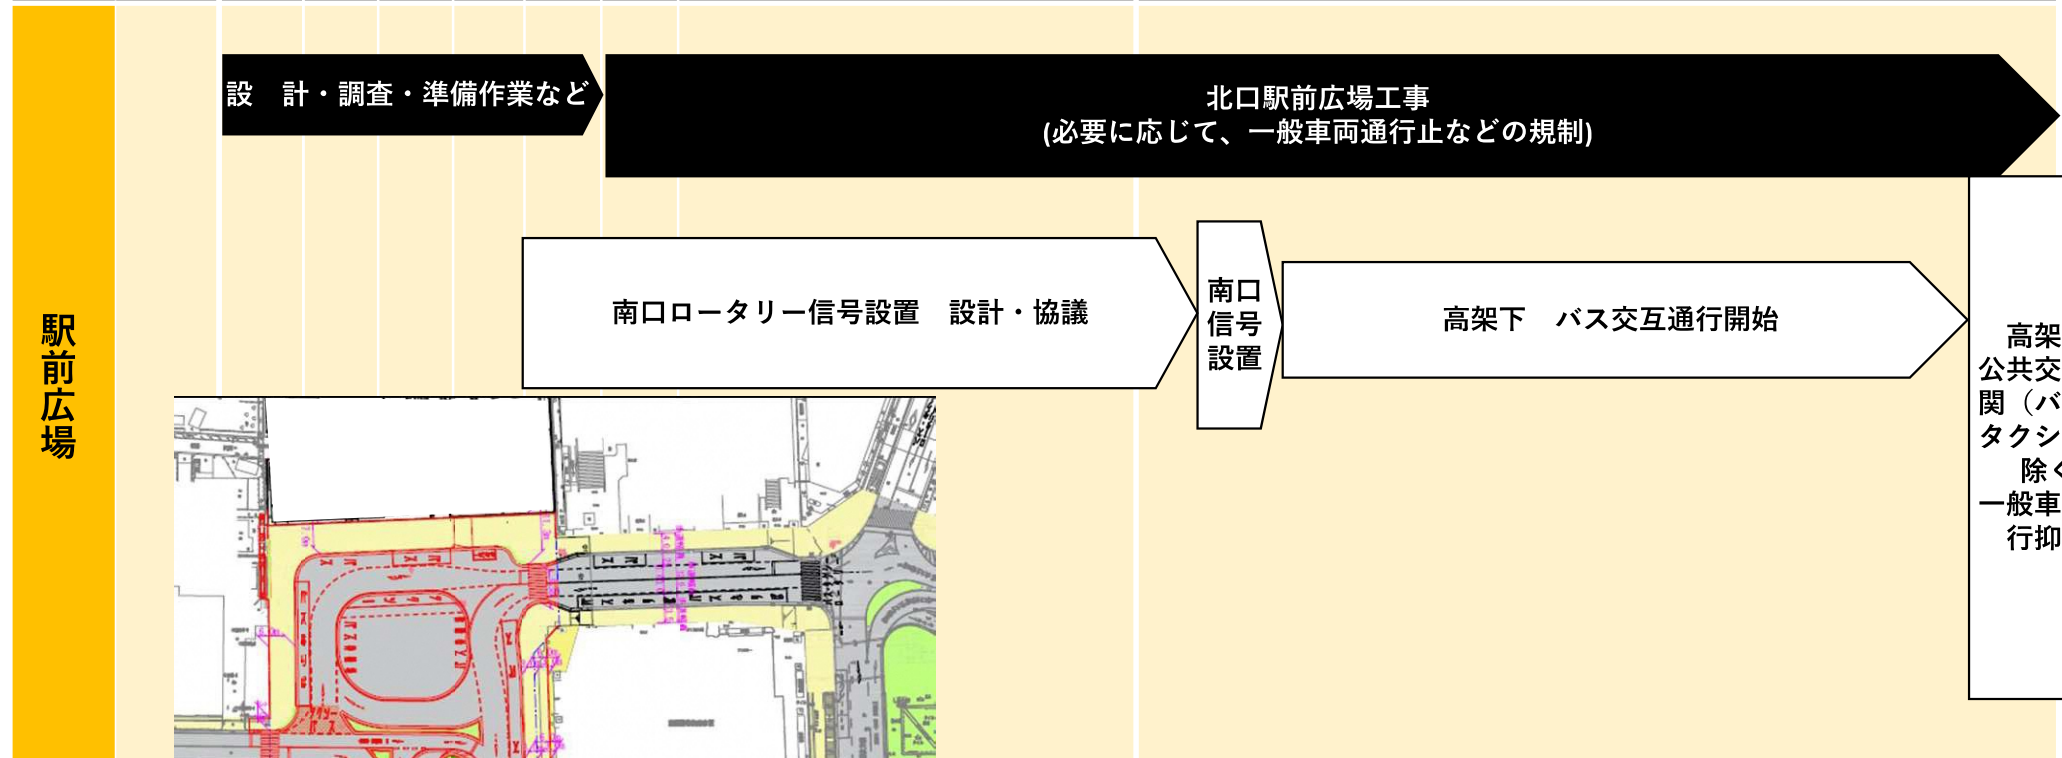 駅前広場
設　計・調査・準備作業など
北口駅前広場工事
(必要に応じて、一般車両通行止などの規制)
南口ロータリー信号設置　設計・協議
南口
信号
設置
高架下　バス交互通行開始
高架
公共交
関（バ
タクシ
除く
一般車
行抑